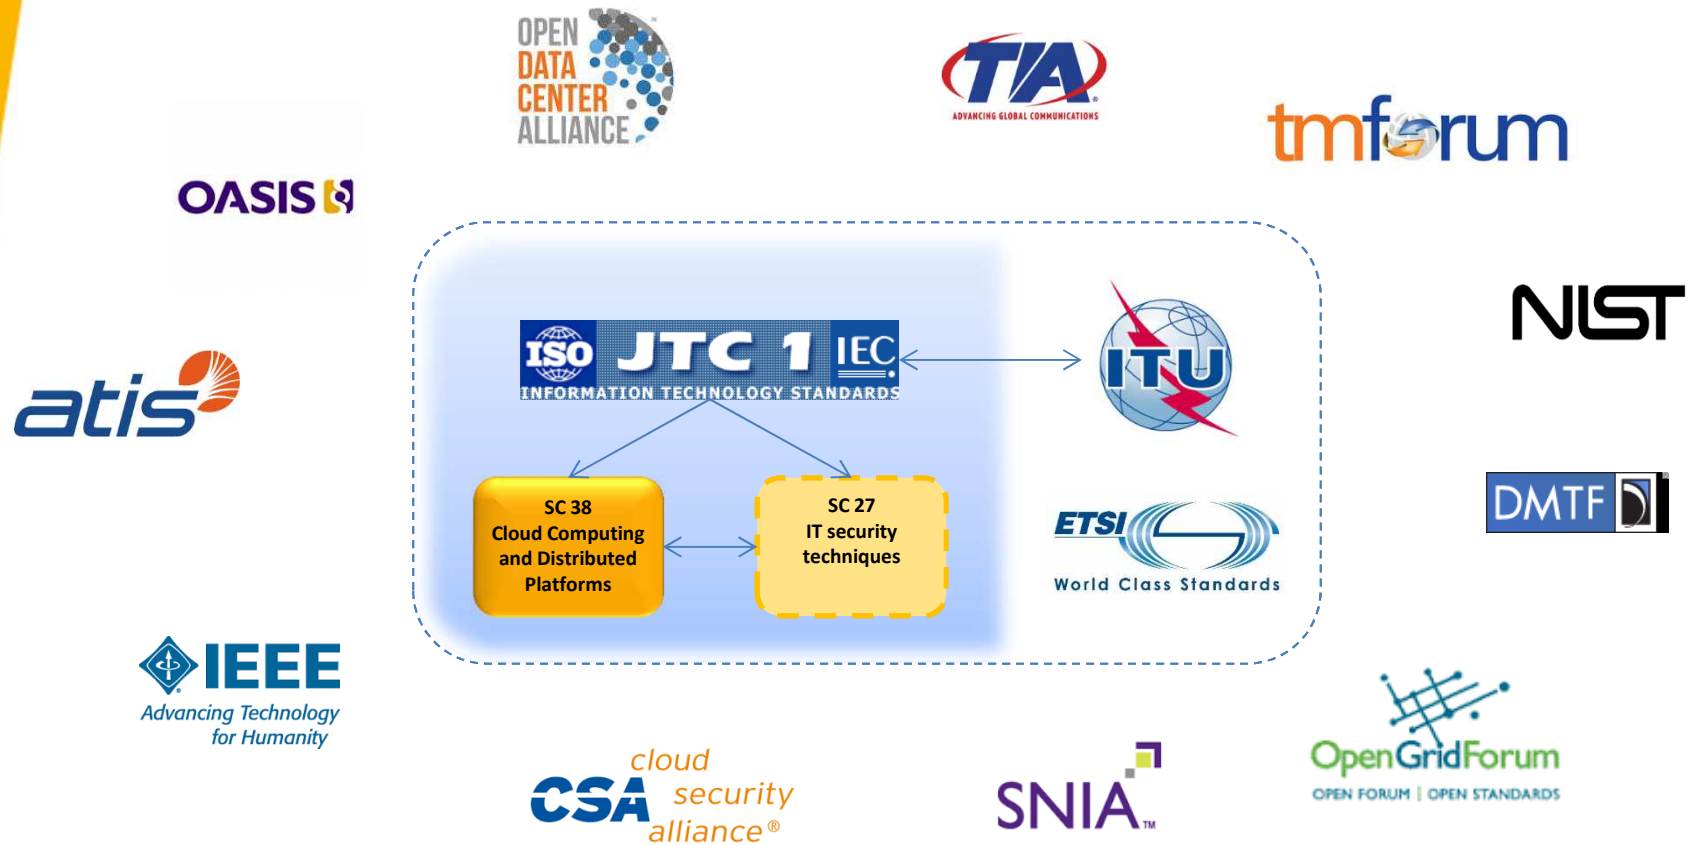 OPEN
DATA
CENTER
ALLIANCE
TIA
ADVANCING GLOBAL COMMUNICATIONS
tmforum
OASIS
NIST
ISO JTC 1 IEC
INFORMATION TECHNOLOGY STANDARDS
ITU
atis
SC 38
Cloud Computing
and Distributed
Platforms
SC 27
IT security
techniques
ETSI
World Class Standards
DMTF
IEEE
Advancing Technology
for Humanity
CSA cloud
security
alliance®
SNIA™
OpenGridForum
OPEN FORUM | OPEN STANDARDS